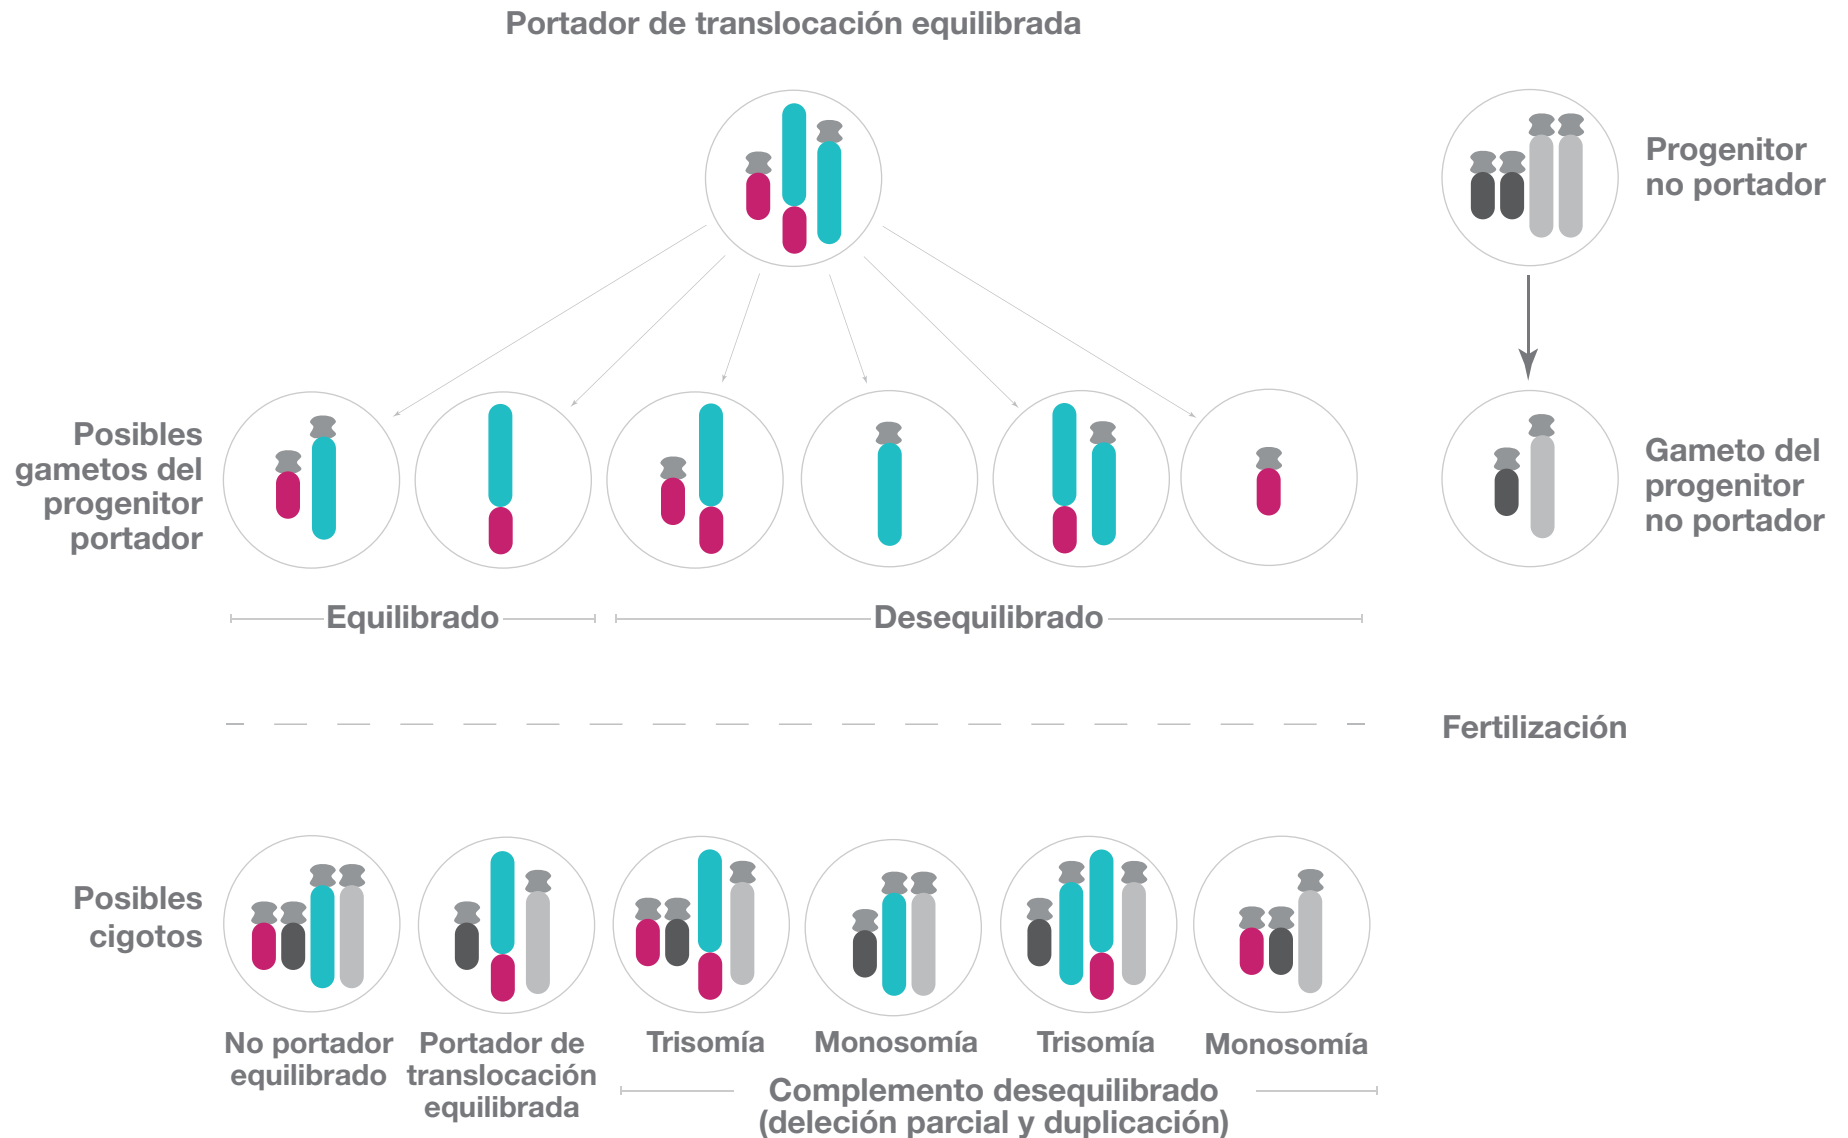 Portador de translocación equilibrada
Progenitor
no portador
Posibles
gametos del
progenitor
portador
Gameto del
progenitor
no portador
Equilibrado
Desequilibrado
Fertilización
Posibles
cigotos
No portador
equilibrado
Portador de
translocación
equilibrada
Trisomía
Monosomía
Trisomía
Monosomía
Complemento desequilibrado
(deleción parcial y duplicación)